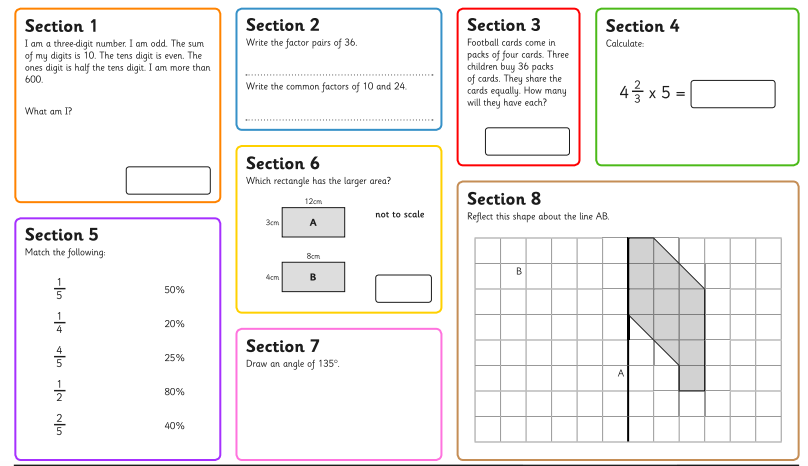 Section 1
I am a three-digit number. I am odd. The sum
of my digits is 10. The tens digit is even. The
ones digit is half the tens digit. I am more than
600.
What am I?
Section 2
Write the factor pairs of 36.
Write the common factors of 10 and 24.
Section 3
Football cards come in
packs of four cards. Three
children buy 36 packs
of cards. They share the
cards equally. How many
will they have each?
Section 4
Calculate:
4 2/3 x 5 =
Section 5
Match the following:
1/5 50%
1/4 20%
4/5 25%
1/2 80%
2/5 40%
Section 6
Which rectangle has the larger area?
12cm
not to scale
3cm A
8cm
4cm B
Section 7
Draw an angle of 135°.
Section 8
Reflect this shape about the line AB.
B
A